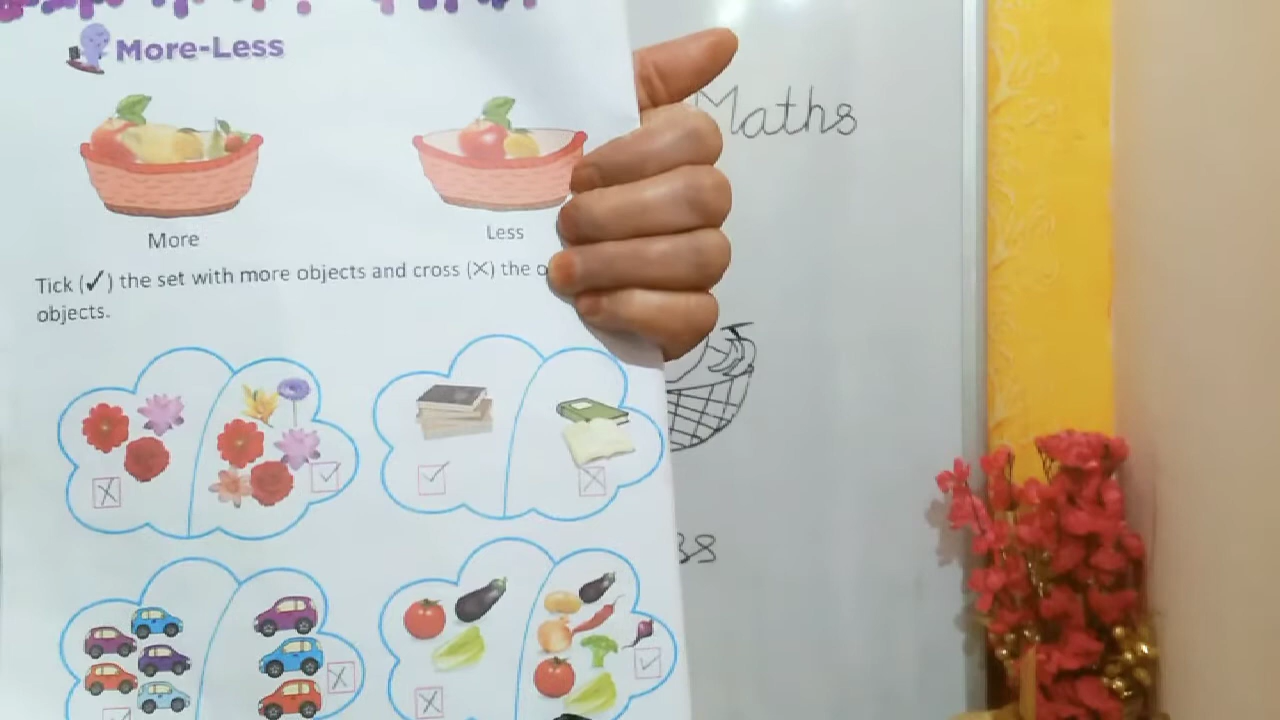 More-Less
Maths
More
Less
Tick (✓) the set with more objects and cross (×) the
objects.